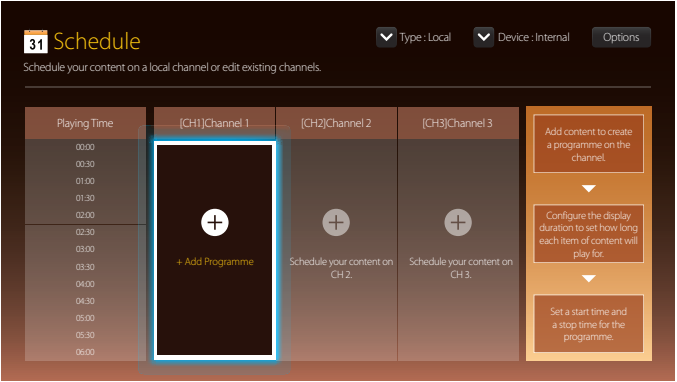 31 Schedule
Type : Local
Device : Internal
Options
Schedule your content on a local channel or edit existing channels.
Playing Time
[CH1]Channel 1
[CH2]Channel 2
[CH3]Channel 3
00:00
00:30
01:00
01:30
02:00
02:30
03:00
03:30
04:00
04:30
05:00
05:30
06:00
+ Add Programme
Schedule your content on
CH 2.
Schedule your content on
CH 3.
Add content to create
a programme on the
channel.
Configure the display
duration to set how long
each item of content will
play for.
Set a start time and
a stop time for the
programme.